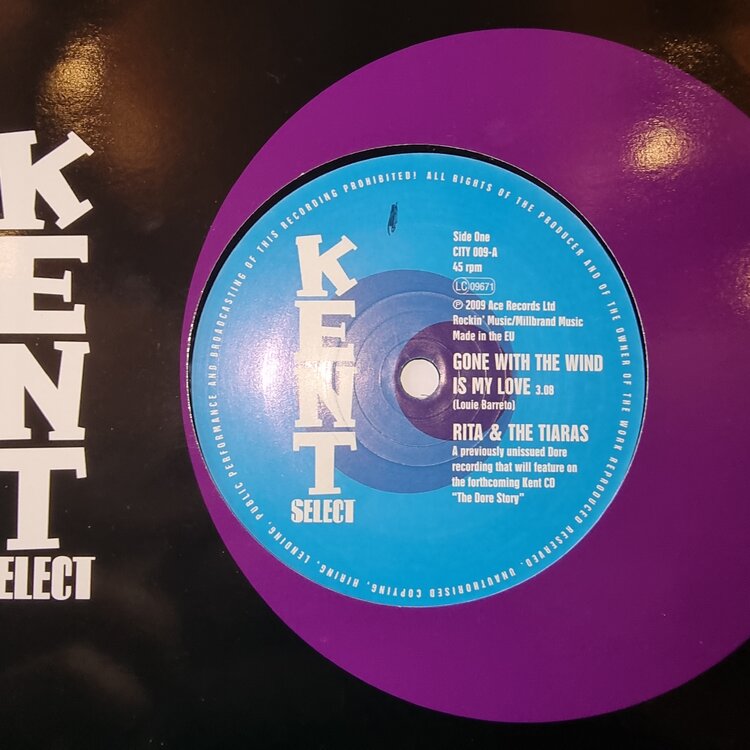 KENT
SELECT
PUBLIC PERFORMANCE AND BROADCASTING OF THIS RECORDING PROHIBITED! ALL RIGHTS OF THE PRODUCER AND OF THE OWNER OF THE WORK REPRODUCED RESERVED. UNAUTHORISED COPYING, HIRING, LENDING,
KENT
SELECT
Side One
CITY 009-A
45 rpm
LC 09671
℗ 2009 Ace Records Ltd
Rockin' Music/Millbrand Music
Made in the EU
GONE WITH THE WIND
IS MY LOVE 3.08
(Louie Barreto)
RITA & THE TIARAS
A previously unissued Dore
recording that will feature on
the forthcoming Kent CD
"The Dore Story"